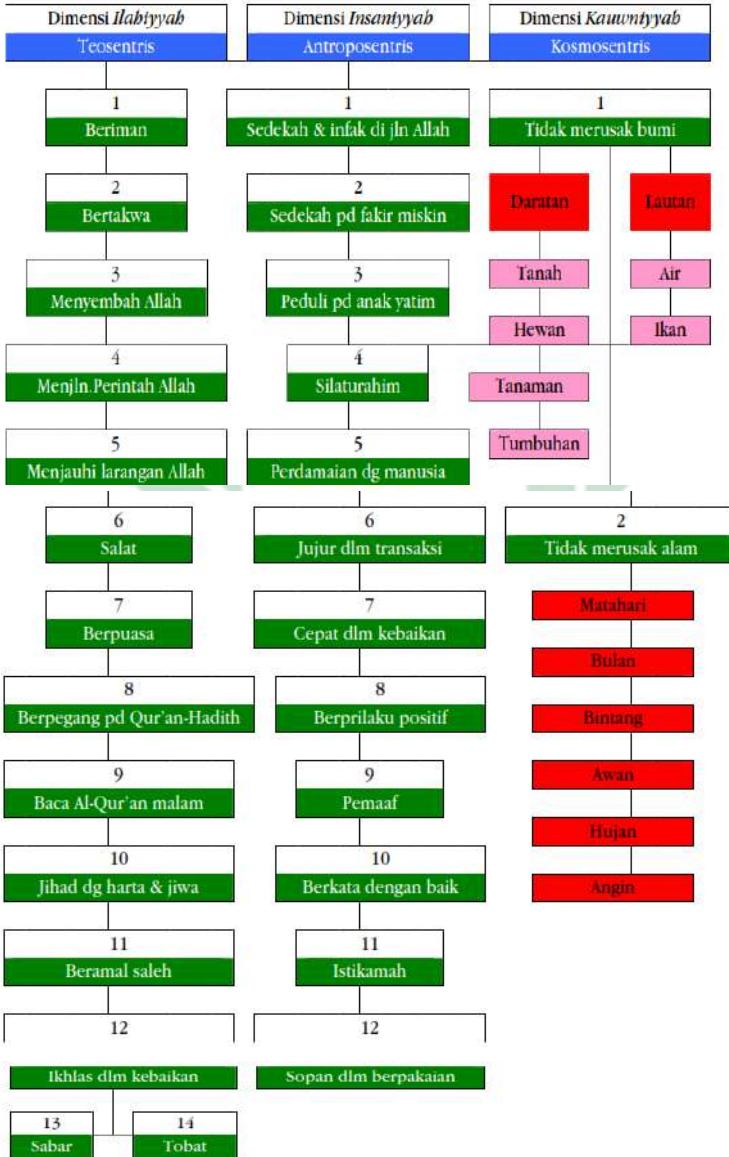 Dimensi Ilahiyyah
Teosentris
1
Beriman
2
Bertakwa
3
Menyembah Allah
4
Menjln.Perintah Allah
5
Menjauhi larangan Allah
6
Salat
7
Berpuasa
8
Berpegang pd Qur'an-Hadith
9
Baca Al-Qur'an malam
10
Jihad dg harta & jiwa
11
Beramal saleh
12
Ikhlas dlm kebaikan
13
Sabar
14
Tobat
Dimensi Insaniyyah
Antroposentris
1
Sedekah & infak di jln Allah
2
Sedekah pd fakir miskin
3
Peduli pd anak yatim
4
Silaturahim
5
Perdamaian dg manusia
6
Jujur dlm transaksi
7
Cepat dlm kebaikan
8
Berprilaku positif
9
Pemaaf
10
Berkata dengan baik
11
Istikamah
12
Sopan dlm berpakaian
Dimensi Kauwniyyah
Kosmosentris
1
Tidak merusak bumi
Daratan
Tanah
Hewan
Tanaman
Tumbuhan
Lautan
Air
Ikan
2
Tidak merusak alam
Matahari
Bulan
Bintang
Awan
Hujan
Angin